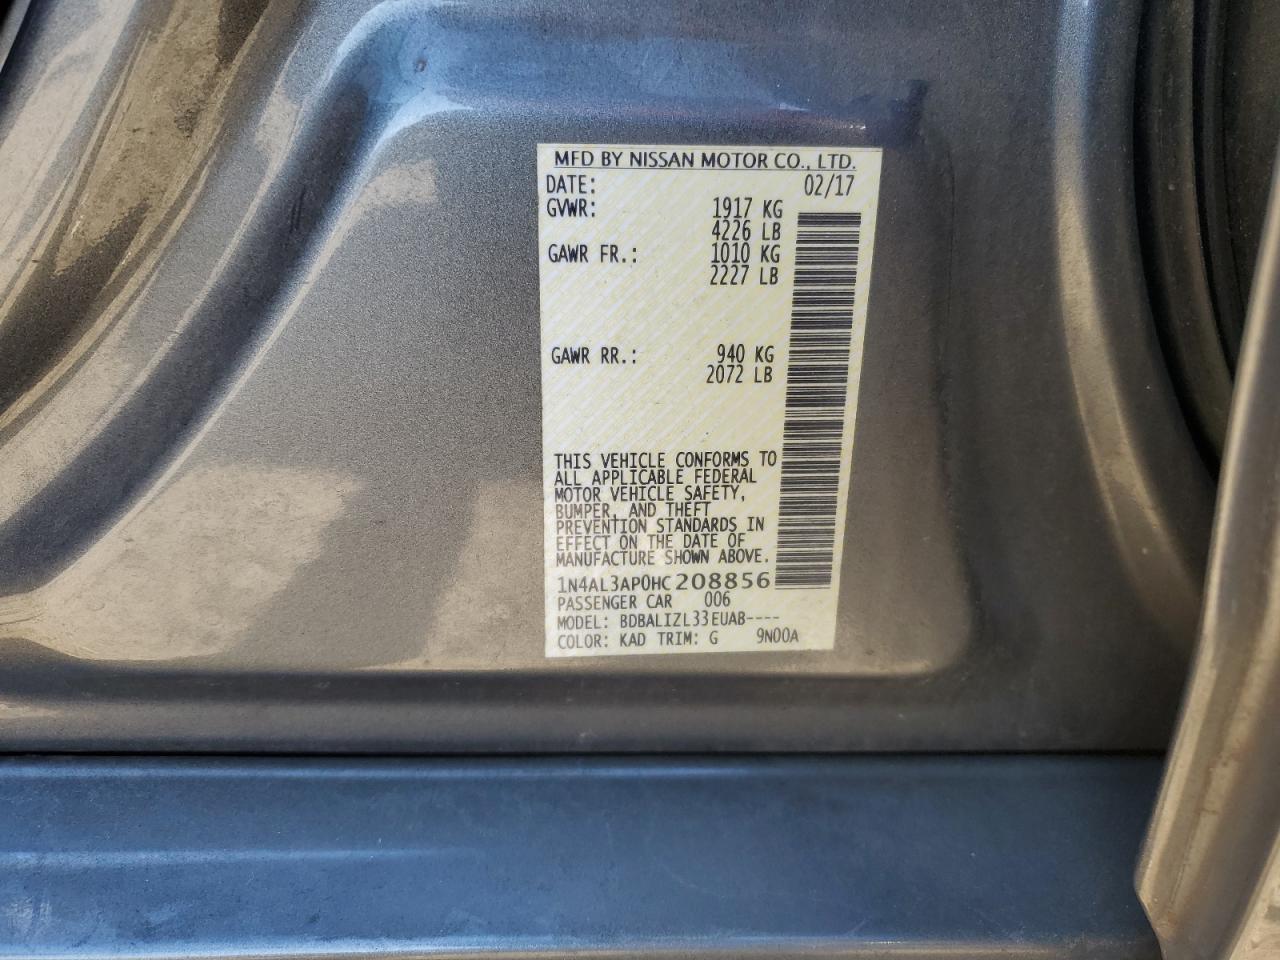 MFD BY NISSAN MOTOR CO., LTD.
DATE: 02/17
GVWR: 1917 KG
4226 LB
GAWR FR.: 1010 KG
2227 LB
GAWR RR.: 940 KG
2072 LB
THIS VEHICLE CONFORMS TO
ALL APPLICABLE FEDERAL
MOTOR VEHICLE SAFETY,
BUMPER, AND THEFT
PREVENTION STANDARDS IN
EFFECT ON THE DATE OF
MANUFACTURE SHOWN ABOVE.
1N4AL3AP0HC208856
PASSENGER CAR 006
MODEL: BDBALIZL33EUAB----
COLOR: KAD TRIM: G 9N00A